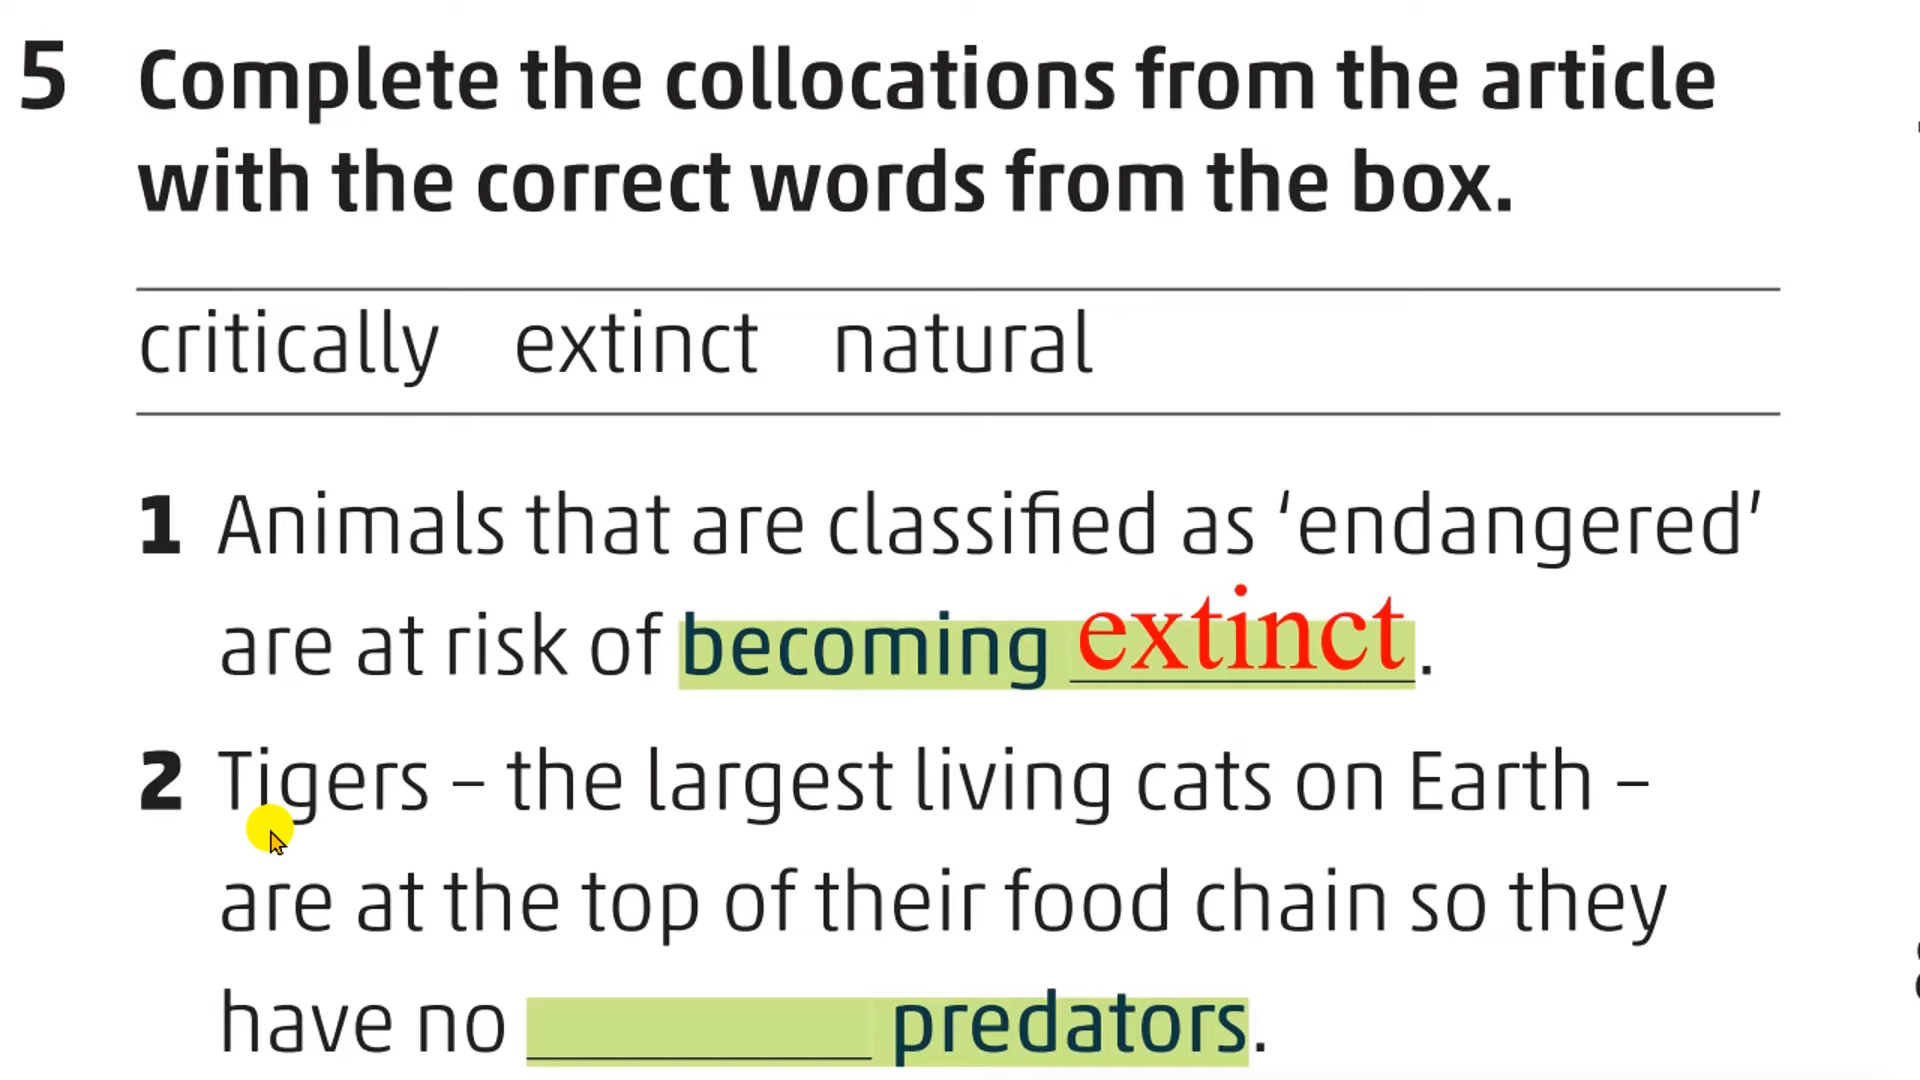 5 Complete the collocations from the article
with the correct words from the box.
critically extinct natural
1 Animals that are classified as ‘endangered’
are at risk of becoming extinct.
2 Tigers – the largest living cats on Earth –
are at the top of their food chain so they
have no __________ predators.